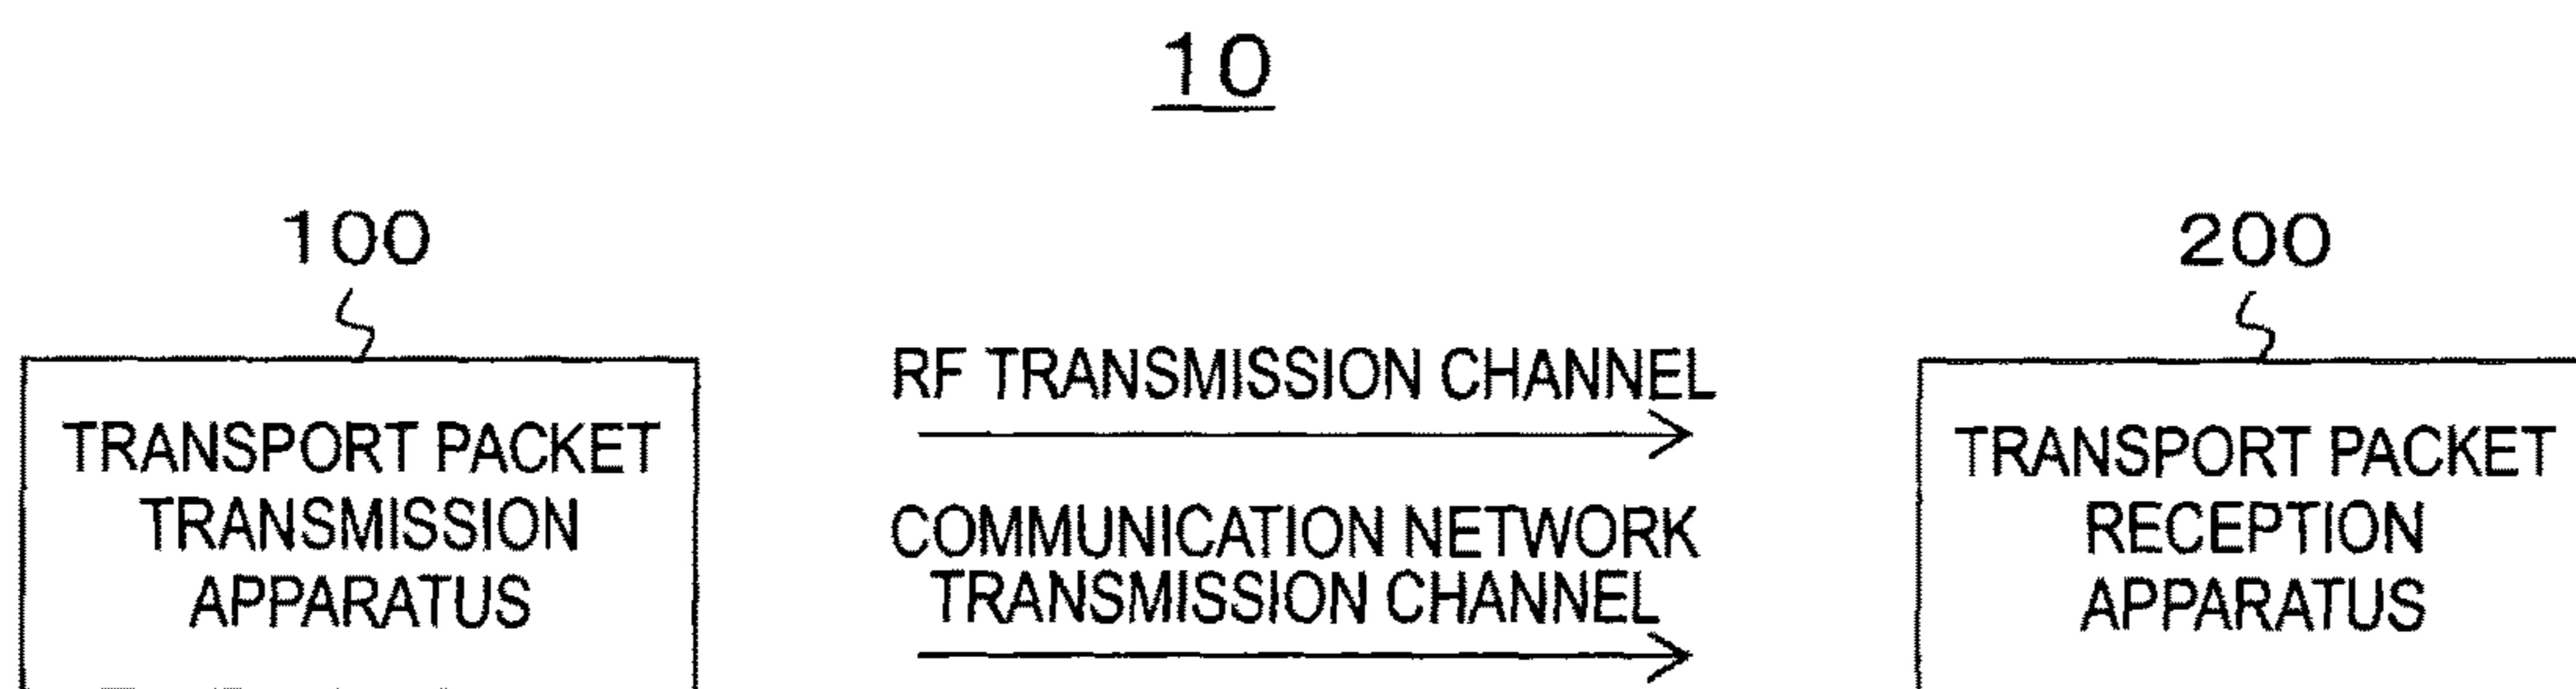 10
100
200
RF TRANSMISSION CHANNEL
TRANSPORT PACKET
TRANSMISSION
APPARATUS
COMMUNICATION NETWORK
TRANSMISSION CHANNEL
TRANSPORT PACKET
RECEPTION
APPARATUS